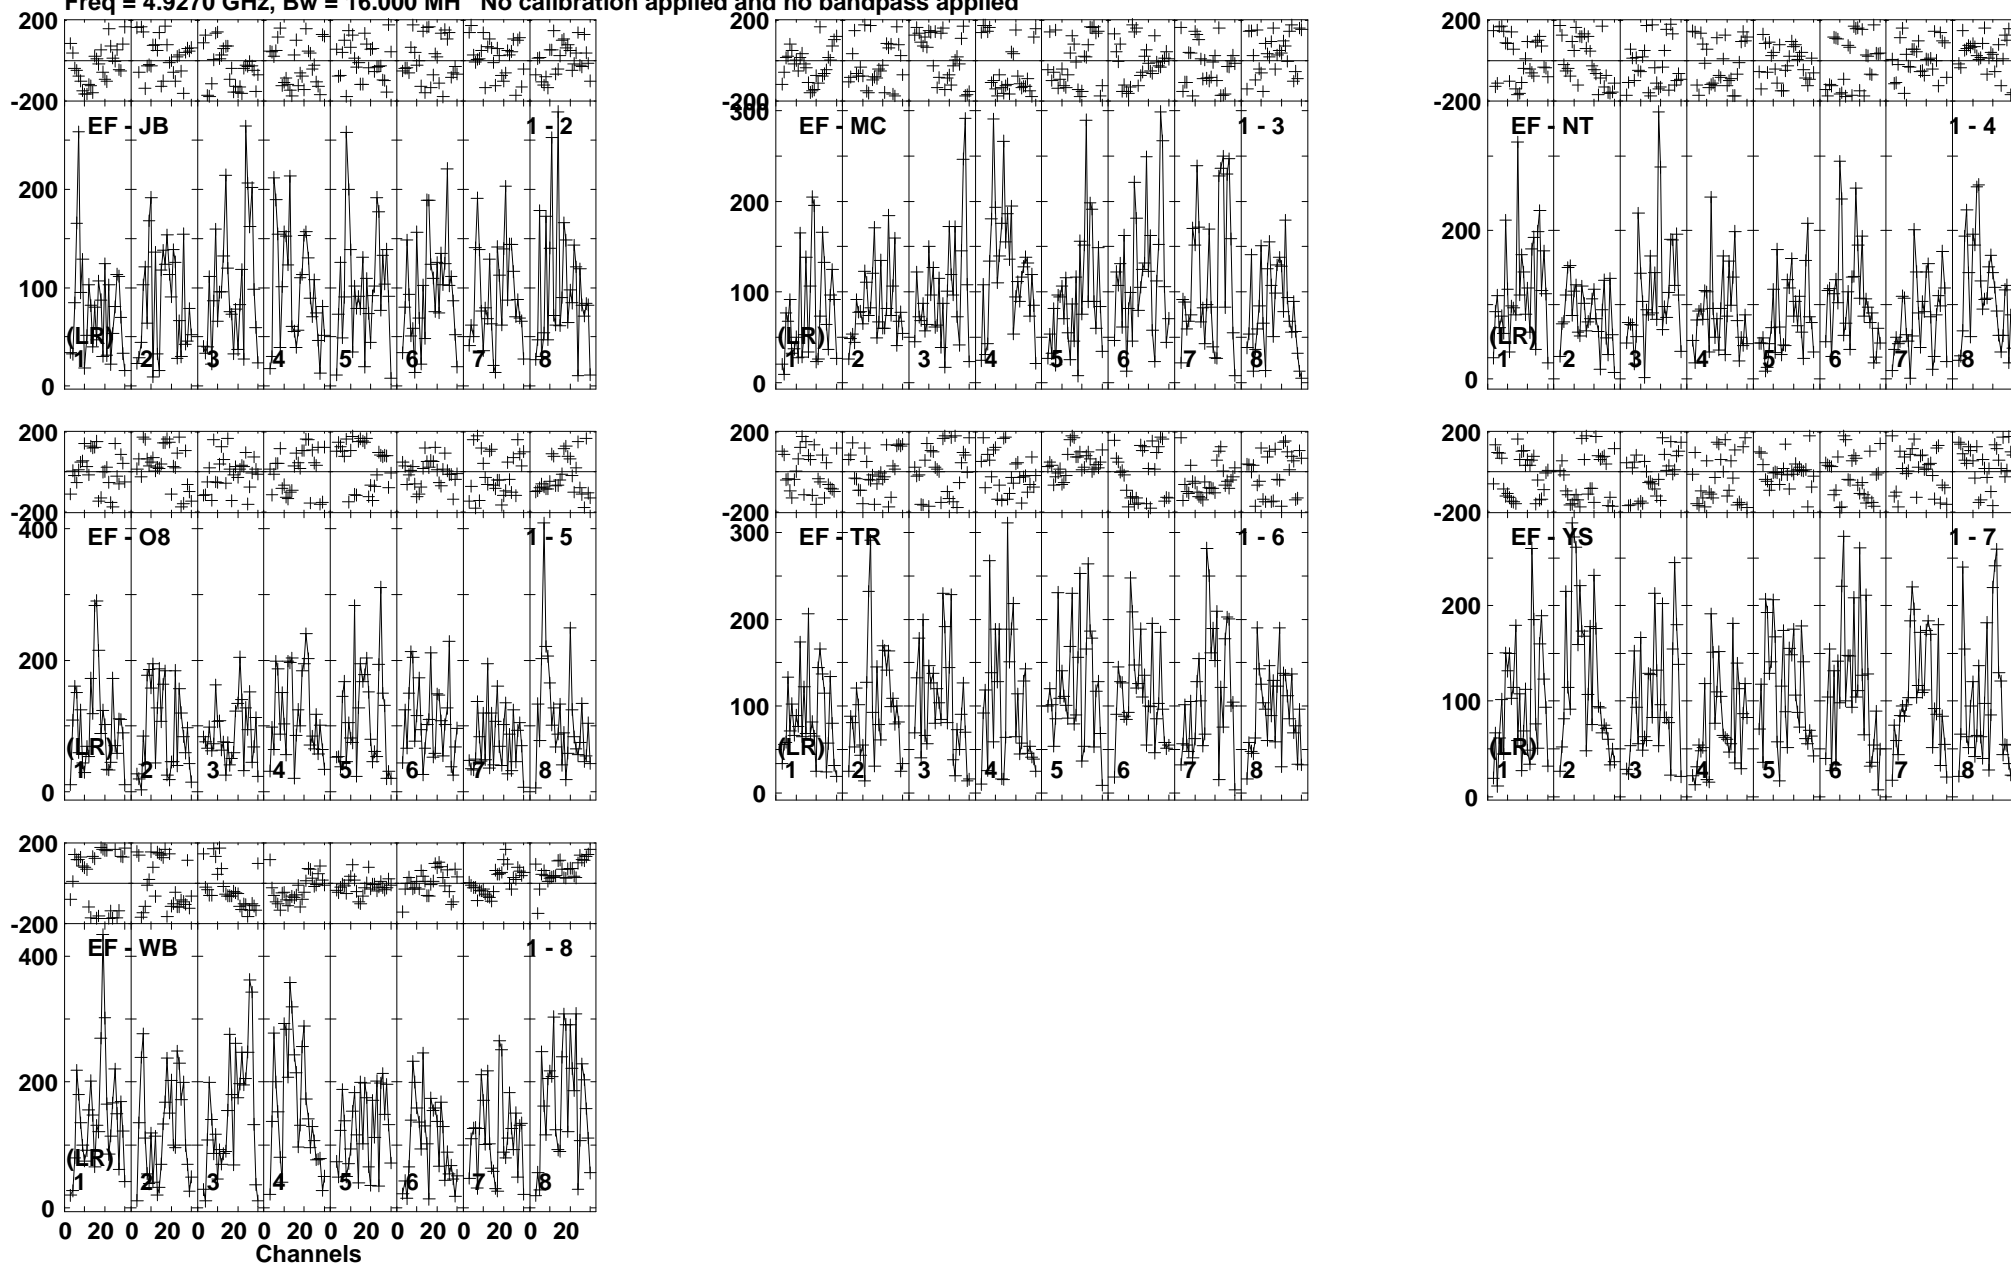 Freq = 4.9270 GHz, Bw = 16.000 MH No calibration applied and no bandpass applied
200
-200
EF - JB 1 - 2
200
100
0
(LR)
1 2 3 4 5 6 7 8
200
-200
300
EF - MC 1 - 3
200
100
0
(LR)
1 2 3 4 5 6 7 8
200
-200
EF - NT 1 - 4
200
0
(LR)
1 2 3 4 5 6 7 8
200
-200
400
EF - O8 1 - 5
200
0
(LR)
1 2 3 4 5 6 7 8
200
-200
300
EF - TR 1 - 6
200
100
0
(LR)
1 2 3 4 5 6 7 8
200
-200
EF - YS 1 - 7
200
100
0
(LR)
1 2 3 4 5 6 7 8
200
-200
400
EF - WB 1 - 8
200
0
(LR)
1 2 3 4 5 6 7 8
0 20 0 20 0 20 0 20 0 20 0 20 0 20 0 20
Channels